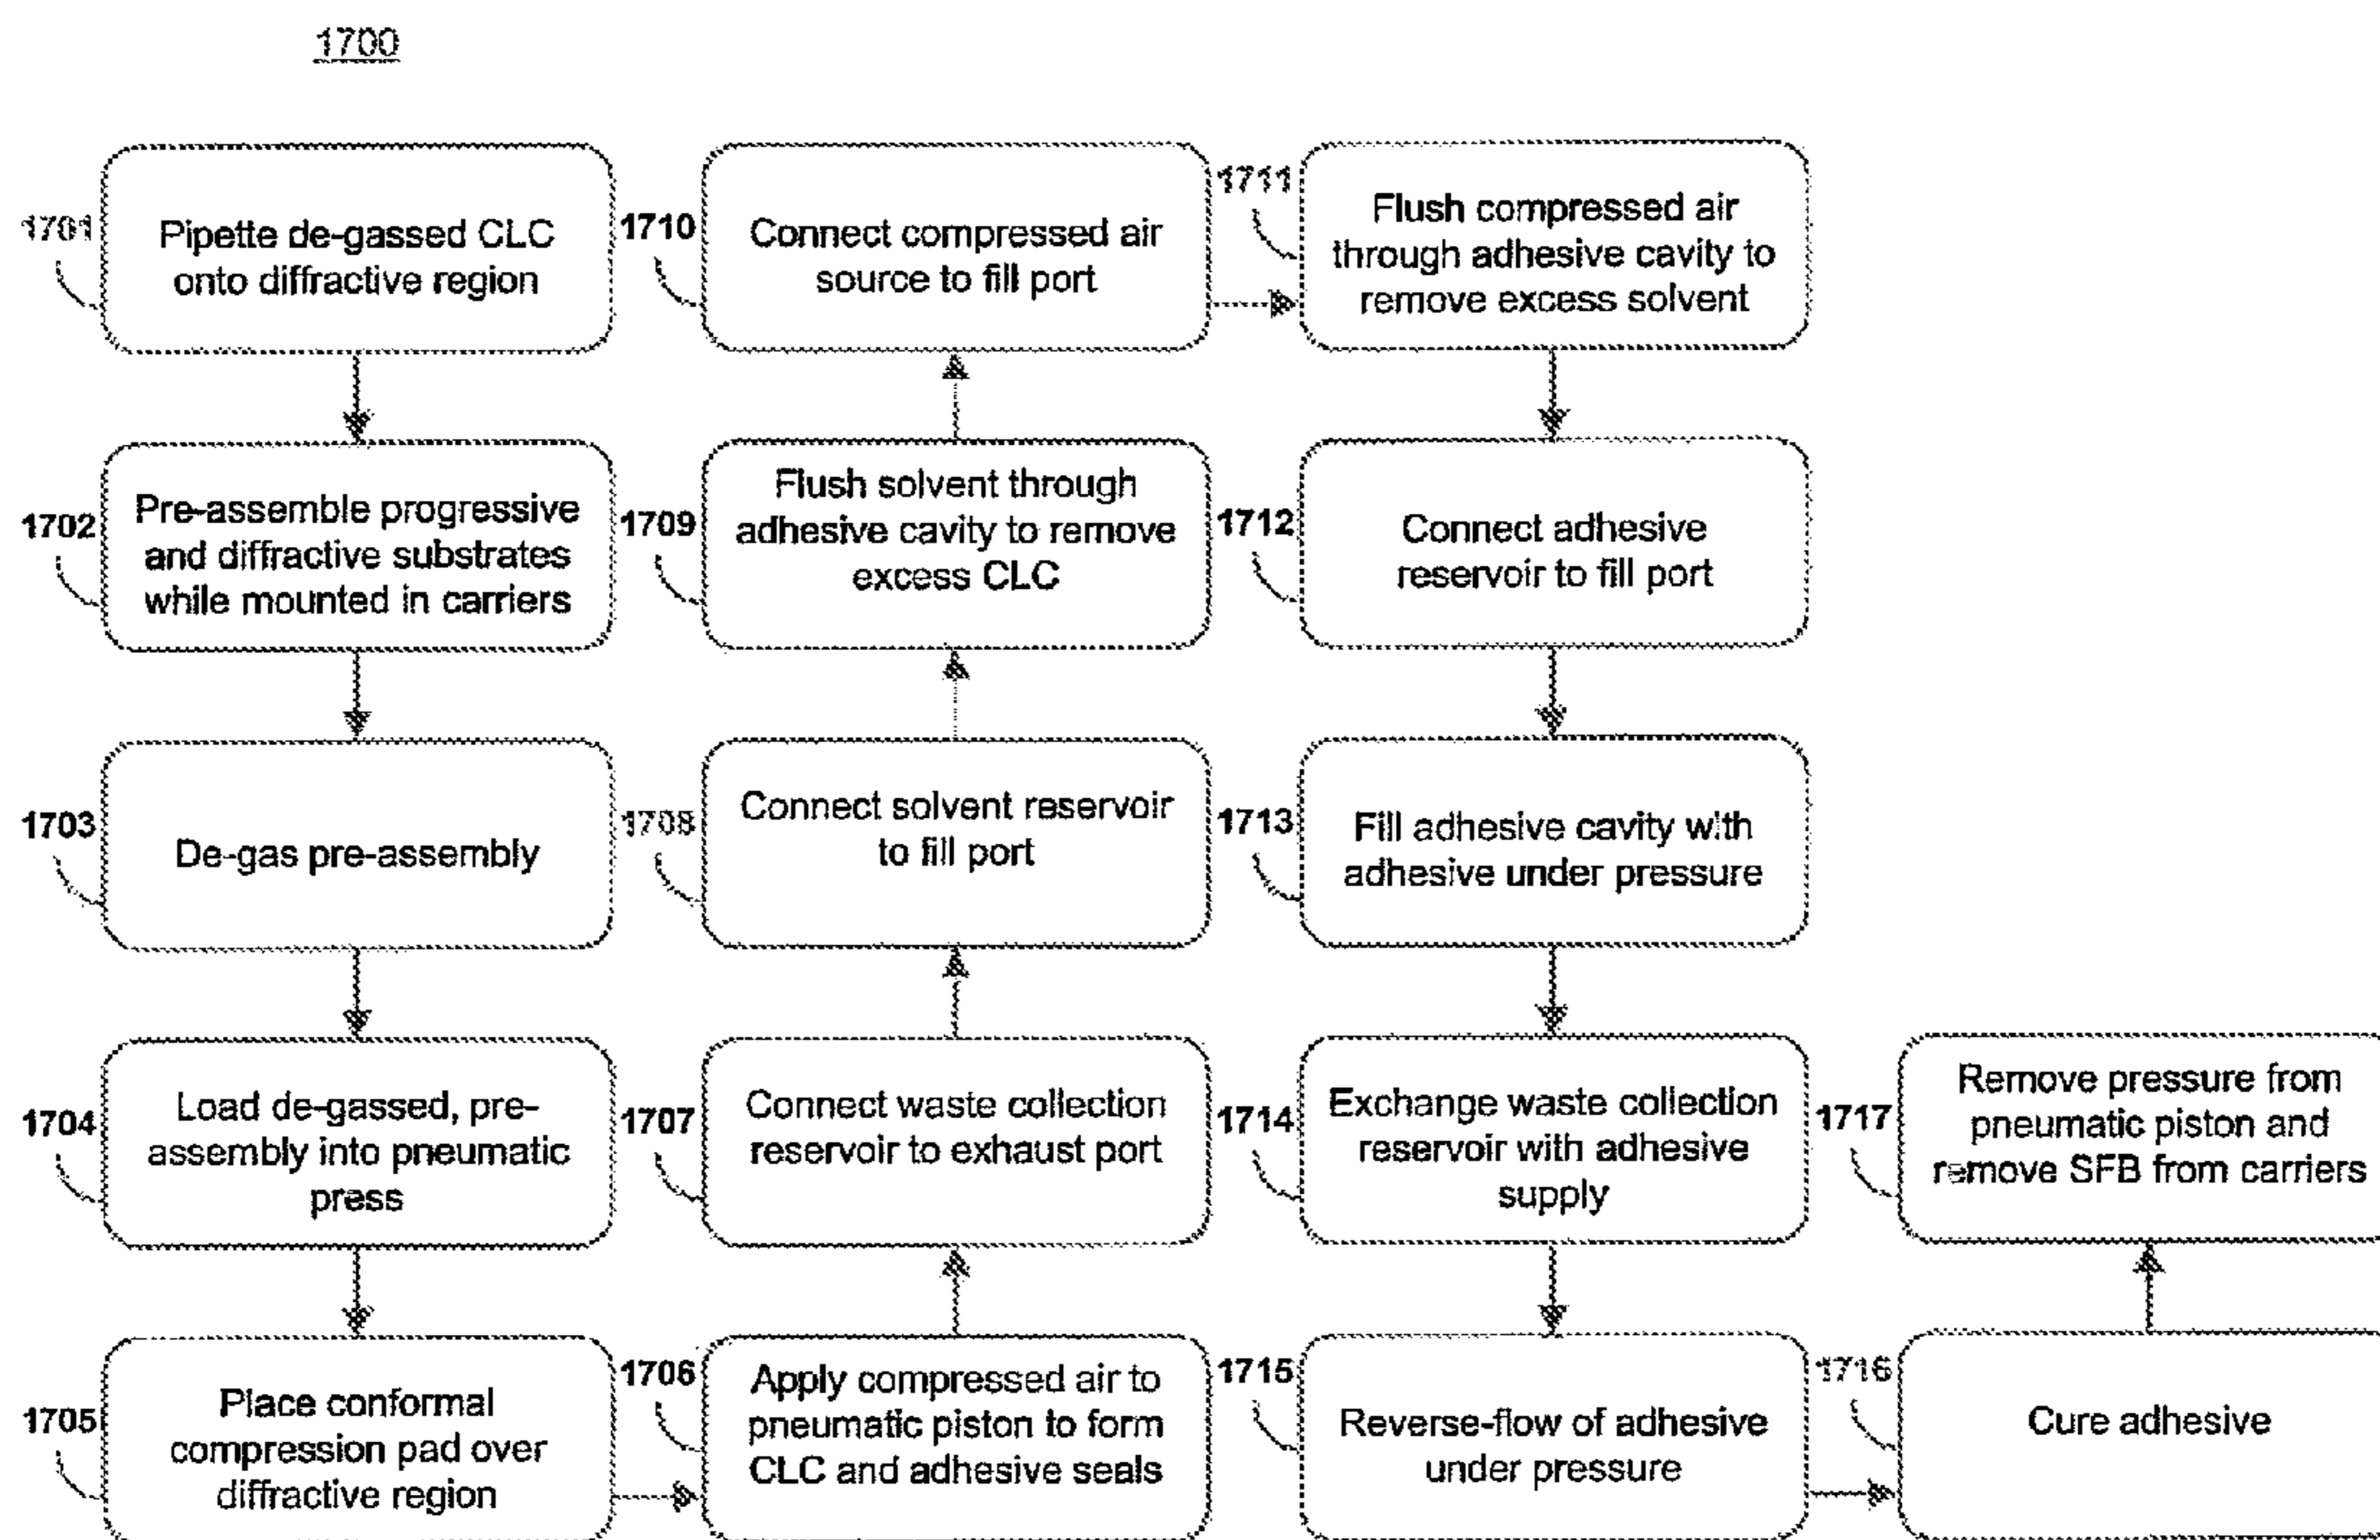 1700
1701
Pipette de-gassed CLC
onto diffractive region
1702
Pre-assemble progressive
and diffractive substrates
while mounted in carriers
1703
De-gas pre-assembly
1704
Load de-gassed, pre-
assembly into pneumatic
press
1705
Place conformal
compression pad over
diffractive region
1706
Apply compressed air to
pneumatic piston to form
CLC and adhesive seals
1707
Connect waste collection
reservoir to exhaust port
1708
Connect solvent reservoir
to fill port
1709
Flush solvent through
adhesive cavity to remove
excess CLC
1710
Connect compressed air
source to fill port
1711
Flush compressed air
through adhesive cavity to
remove excess solvent
1712
Connect adhesive
reservoir to fill port
1713
Fill adhesive cavity with
adhesive under pressure
1714
Exchange waste collection
reservoir with adhesive
supply
1715
Reverse-flow of adhesive
under pressure
1716
Cure adhesive
1717
Remove pressure from
pneumatic piston and
remove SFB from carriers